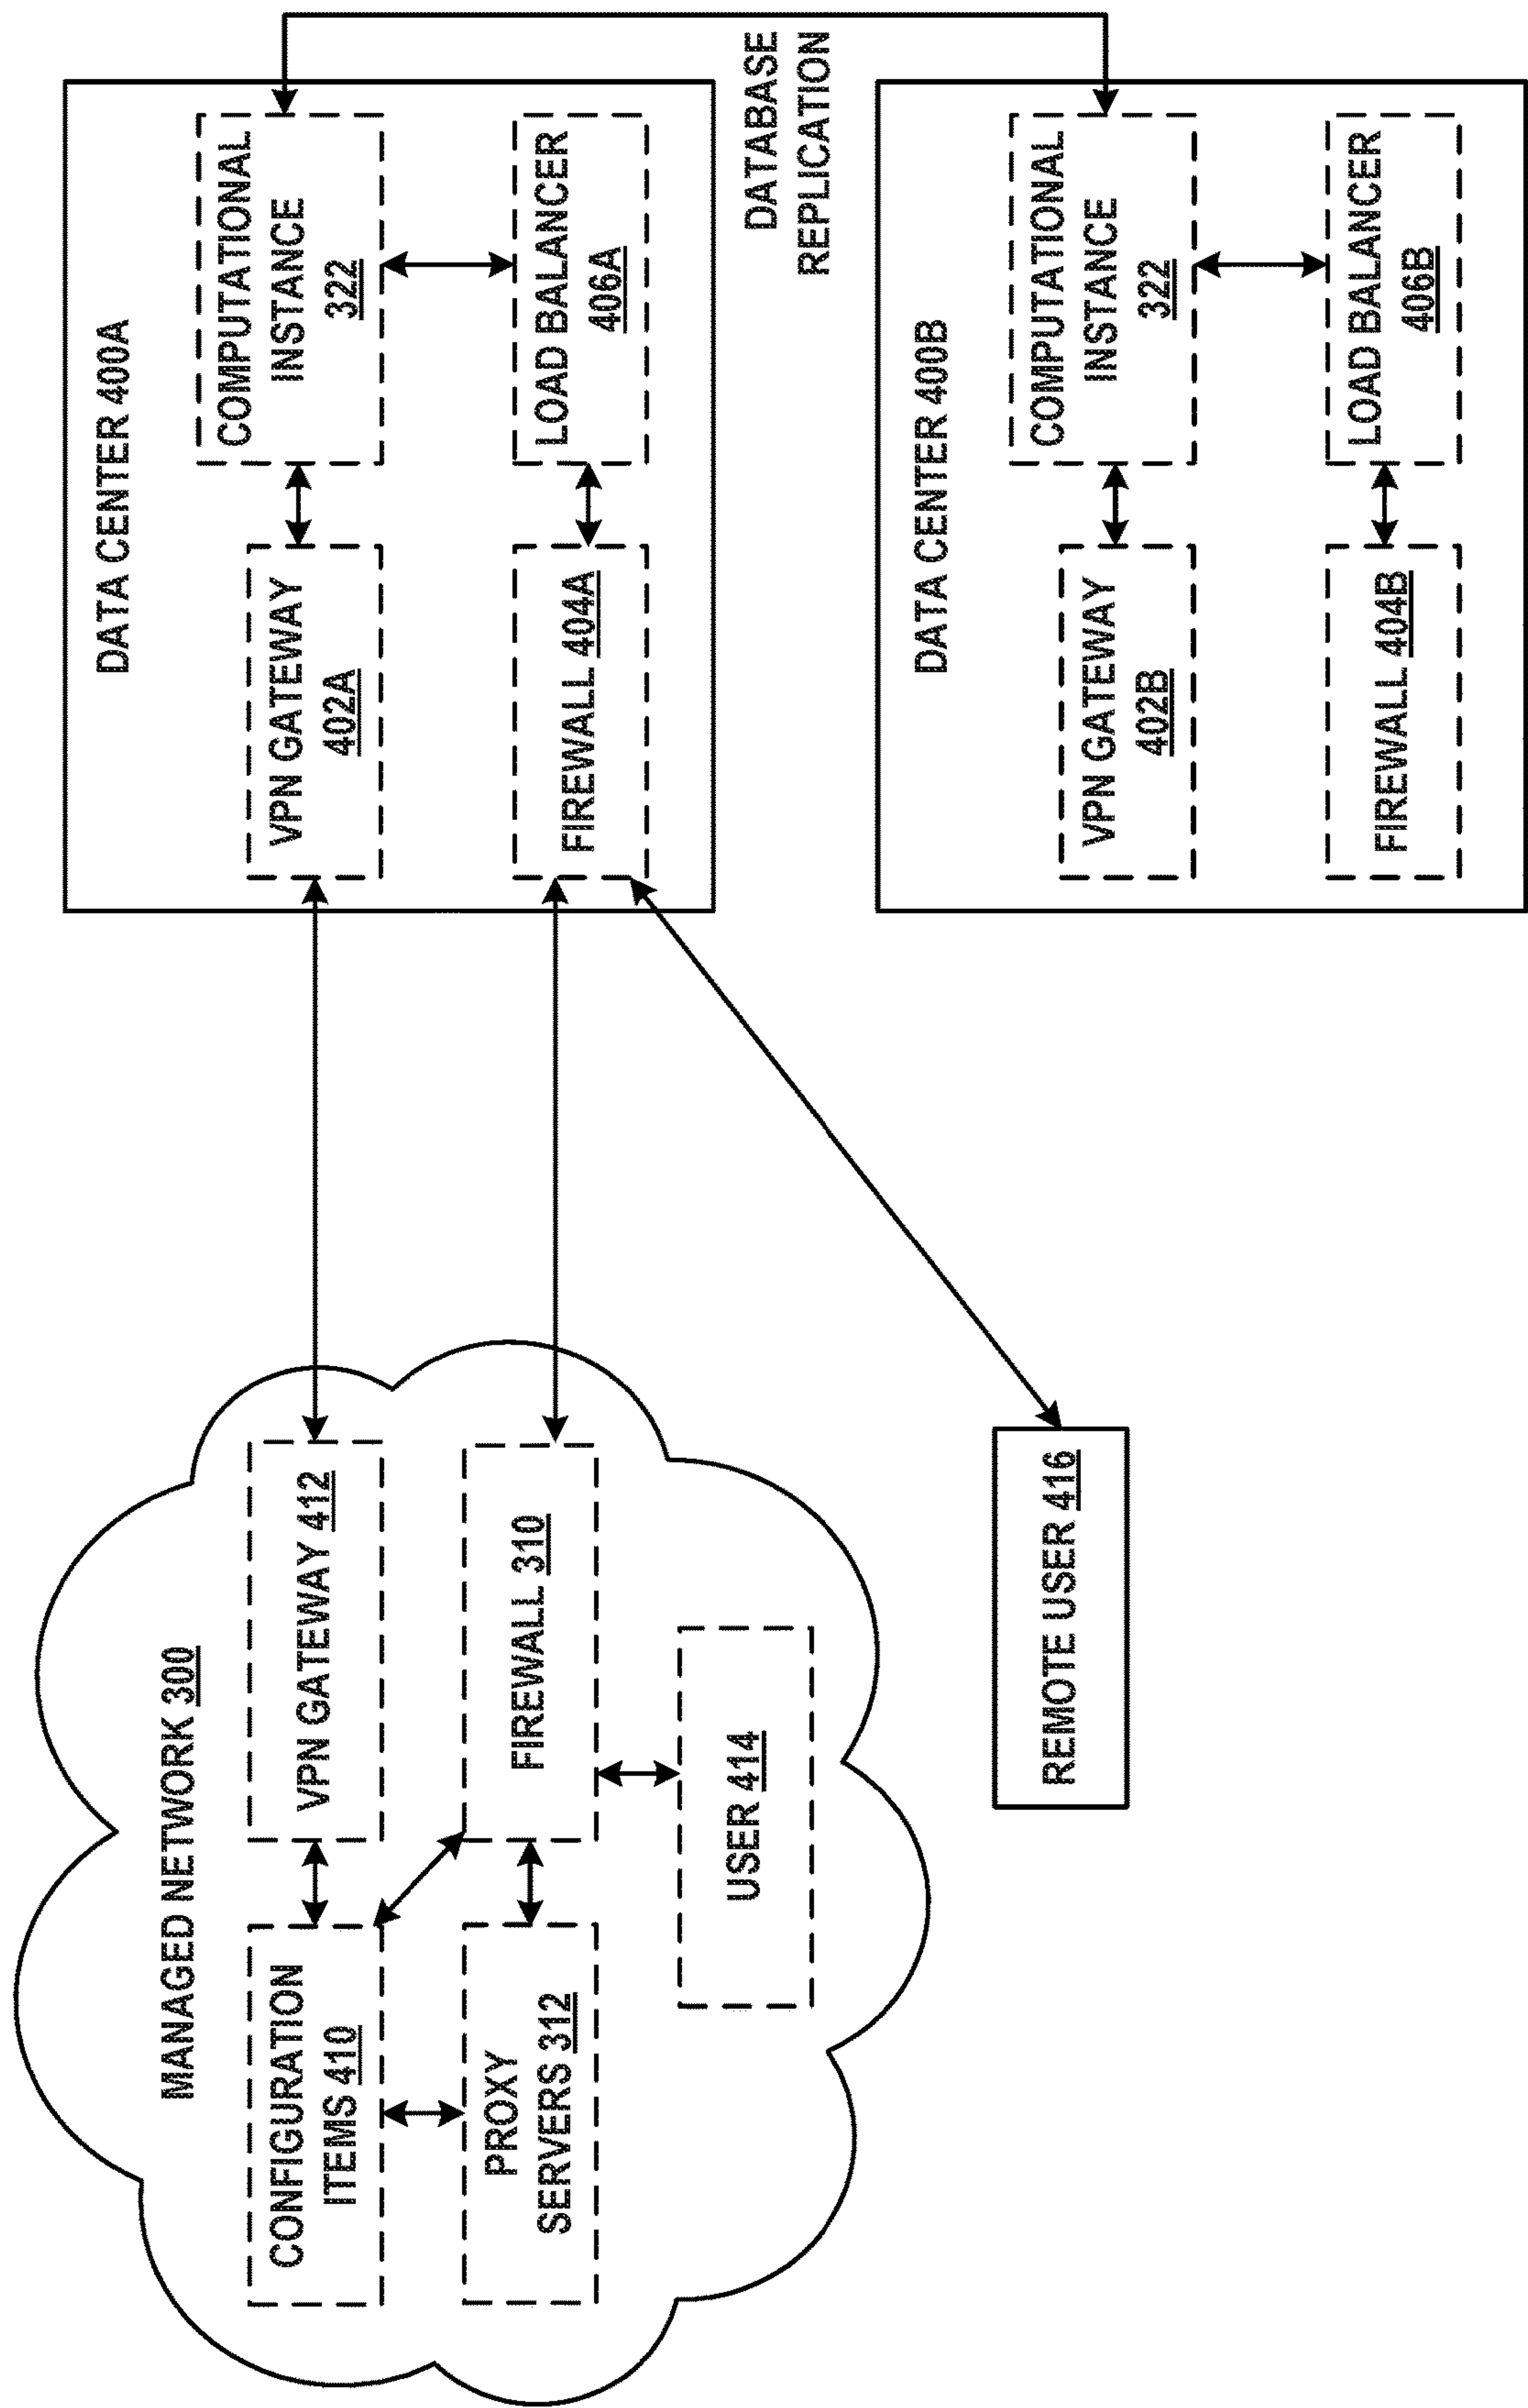 MANAGED NETWORK 300
CONFIGURATION
ITEMS 410
VPN GATEWAY 412
PROXY
SERVERS 312
FIREWALL 310
USER 414
REMOTE USER 416
DATA CENTER 400A
VPN GATEWAY
402A
COMPUTATIONAL
INSTANCE
322
FIREWALL 404A
LOAD BALANCER
406A
DATABASE
REPLICATION
DATA CENTER 400B
VPN GATEWAY
402B
COMPUTATIONAL
INSTANCE
322
FIREWALL 404B
LOAD BALANCER
406B